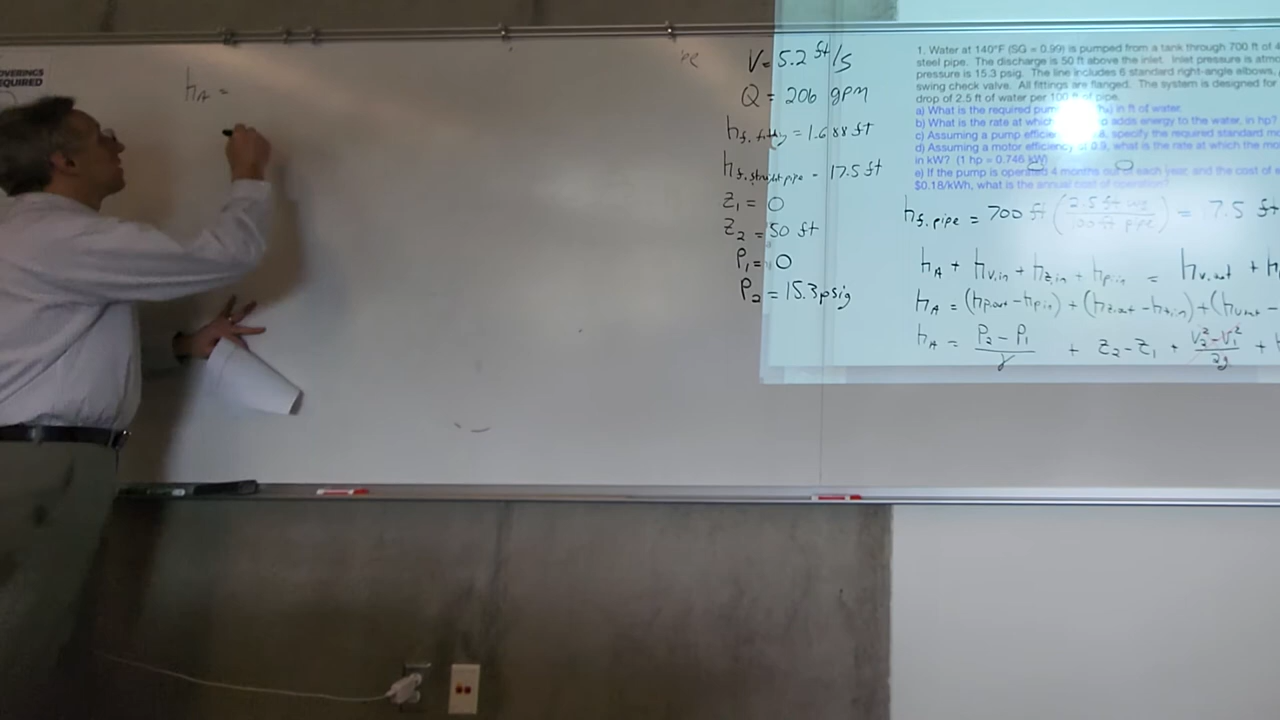 OVERINGS
EQUIRED
hA =
V = 5.2 ft/s
Q = 206 gpm
hf, fitting = 1.688 ft
hf, straight pipe = 17.5 ft
Z1 = 0
Z2 = 50 ft
P1 = 0
P2 = 15.3 psig
1. Water at 140°F (SG = 0.99) is pumped from a tank through 700 ft of 4
steel pipe. The discharge is 50 ft above the inlet. Inlet pressure is atmo
pressure is 15.3 psig. The line includes 6 standard right-angle elbows,
swing check valve. All fittings are flanged. The system is designed for
drop of 2.5 ft of water per 100 ft of pipe.
a) What is the required pum (hA) in ft of water.
b) What is the rate at which adds energy to the water, in hp?
c) Assuming a pump efficie 8, specify the required standard m
d) Assuming a motor efficiency 0.9, what is the rate at which the mo
in kW? (1 hp = 0.746 kW)
e) If the pump is operated 4 months out of each year, and the cost of e
$0.18/kWh, what is the annual cost of operation?
hf, pipe = 700 ft (2.5 ft wg / 100 ft pipe) = 7.5 ft
hA + hv,in + hz,in + hp,in = hv,out + h
hA = (hp,out - hp,in) + (hz,out - hz,in) + (hv,out -
hA = P2 - P1 / γ + Z2 - Z1 + V2² - V1² / 2g + h